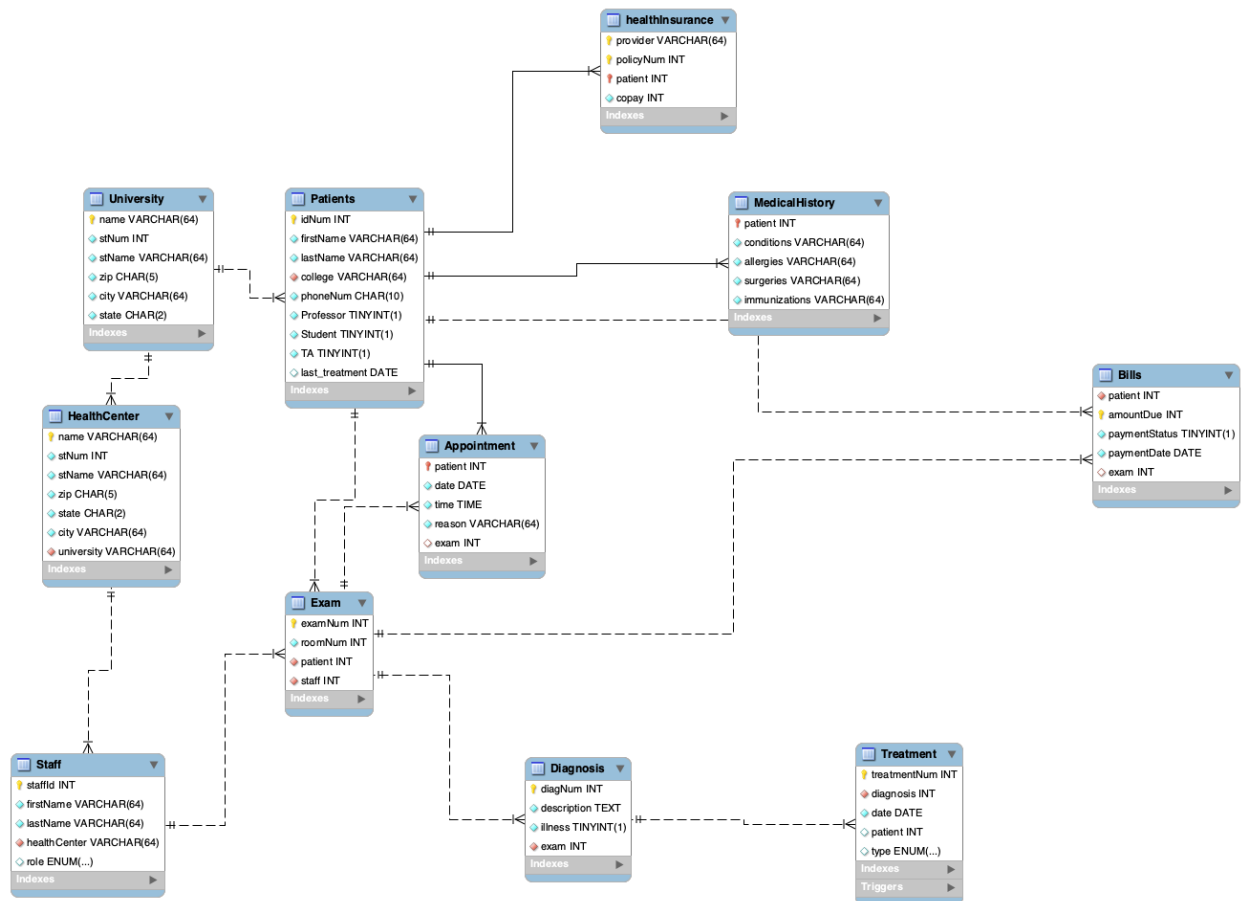 healthInsurance
provider VARCHAR(64)
policyNum INT
patient INT
copay INT
Indexes
University
name VARCHAR(64)
stNum INT
stName VARCHAR(64)
zip CHAR(5)
city VARCHAR(64)
state CHAR(2)
Indexes
Patients
idNum INT
firstName VARCHAR(64)
lastName VARCHAR(64)
college VARCHAR(64)
phoneNum CHAR(10)
Professor TINYINT(1)
Student TINYINT(1)
TA TINYINT(1)
last_treatment DATE
Indexes
MedicalHistory
patient INT
conditions VARCHAR(64)
allergies VARCHAR(64)
surgeries VARCHAR(64)
immunizations VARCHAR(64)
Indexes
Bills
patient INT
amountDue INT
paymentStatus TINYINT(1)
paymentDate DATE
exam INT
Indexes
HealthCenter
name VARCHAR(64)
stNum INT
stName VARCHAR(64)
zip CHAR(5)
state CHAR(2)
city VARCHAR(64)
university VARCHAR(64)
Indexes
Appointment
patient INT
date DATE
time TIME
reason VARCHAR(64)
exam INT
Indexes
Exam
examNum INT
roomNum INT
patient INT
staff INT
Indexes
Staff
staffId INT
firstName VARCHAR(64)
lastName VARCHAR(64)
healthCenter VARCHAR(64)
role ENUM(...)
Indexes
Diagnosis
diagNum INT
description TEXT
illness TINYINT(1)
exam INT
Indexes
Treatment
treatmentNum INT
diagnosis INT
date DATE
patient INT
type ENUM(...)
Indexes
Triggers